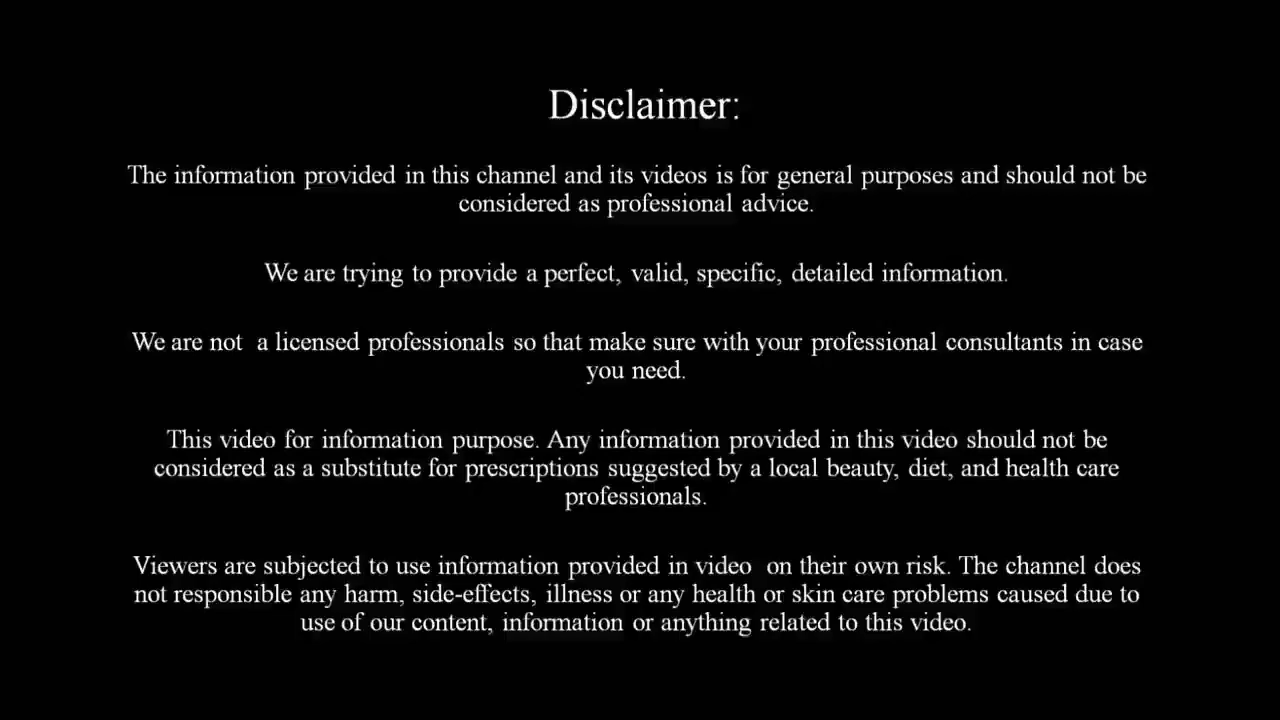 Disclaimer:
The information provided in this channel and its videos is for general purposes and should not be
considered as professional advice.
We are trying to provide a perfect, valid, specific, detailed information.
We are not  a licensed professionals so that make sure with your professional consultants in case
you need.
This video for information purpose. Any information provided in this video should not be
considered as a substitute for prescriptions suggested by a local beauty, diet, and health care
professionals.
Viewers are subjected to use information provided in video  on their own risk. The channel does
not responsible any harm, side-effects, illness or any health or skin care problems caused due to
use of our content, information or anything related to this video.